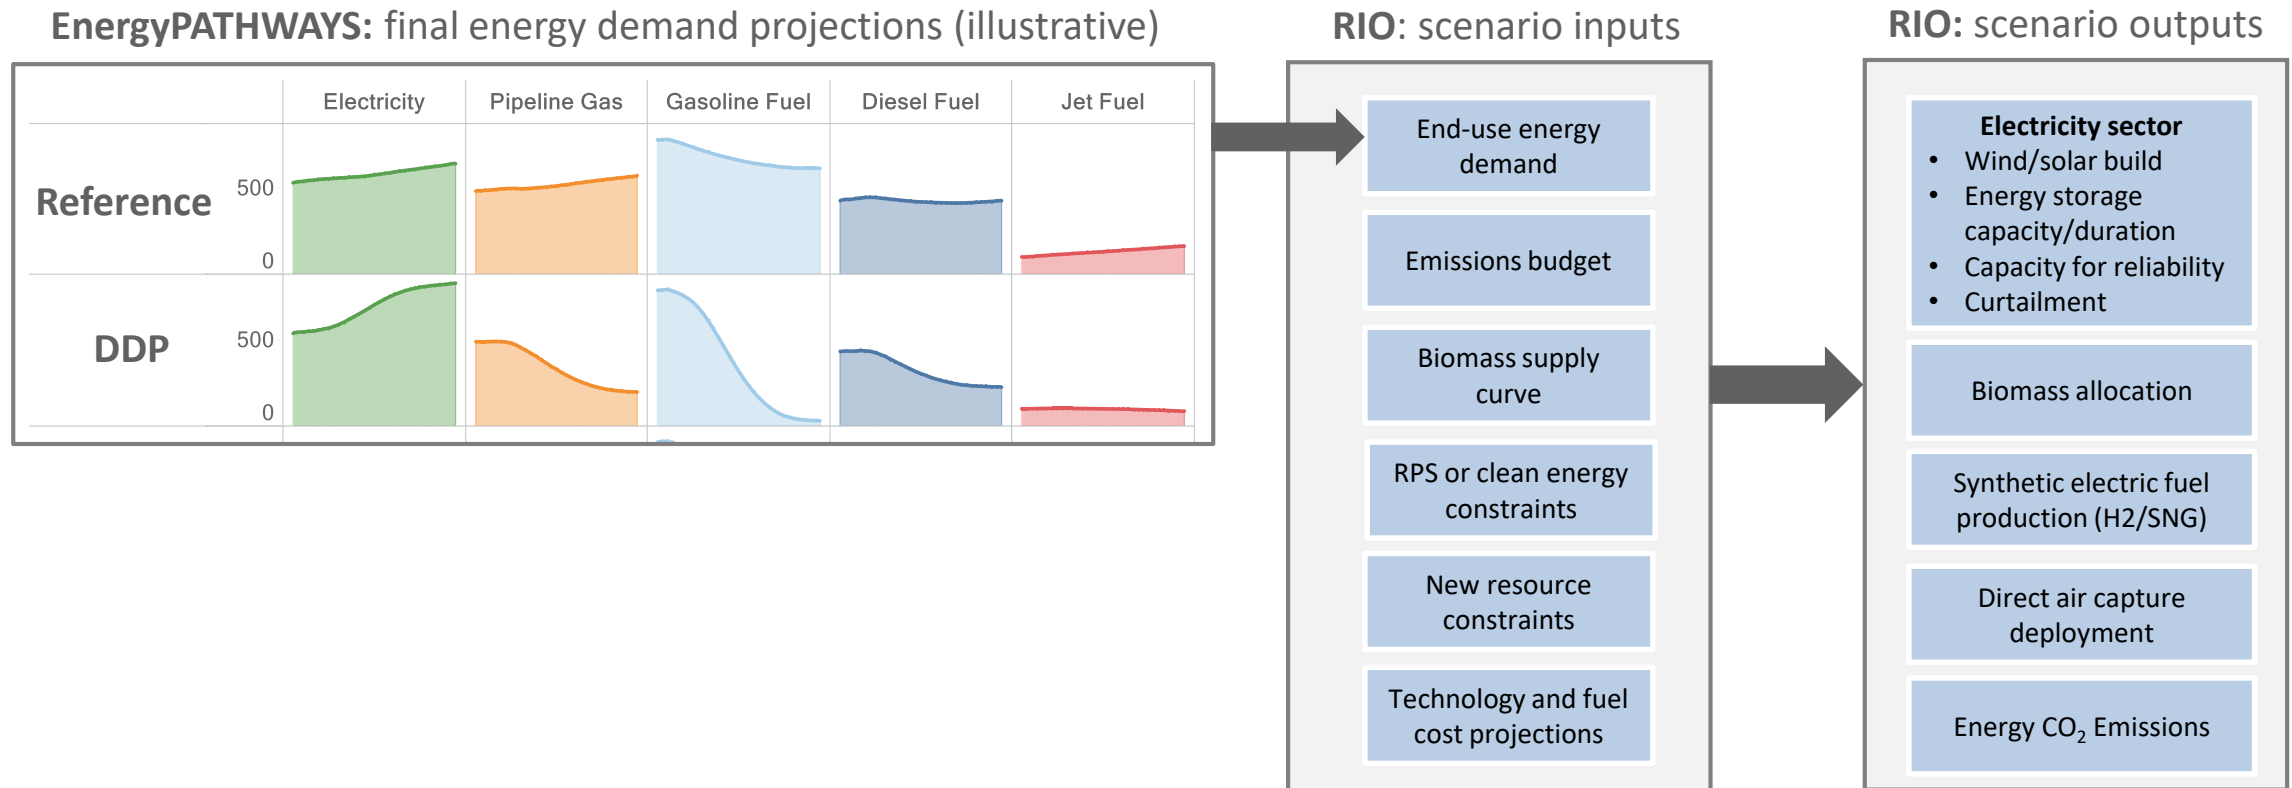 EnergyPATHWAYS: final energy demand projections (illustrative)
Electricity
Pipeline Gas
Gasoline Fuel
Diesel Fuel
Jet Fuel
Reference
500
0
DDP
500
0
RIO: scenario inputs
End-use energy
demand
Emissions budget
Biomass supply
curve
RPS or clean energy
constraints
New resource
constraints
Technology and fuel
cost projections
RIO: scenario outputs
Electricity sector
• Wind/solar build
• Energy storage
capacity/duration
• Capacity for reliability
• Curtailment
Biomass allocation
Synthetic electric fuel
production (H2/SNG)
Direct air capture
deployment
Energy CO₂ Emissions